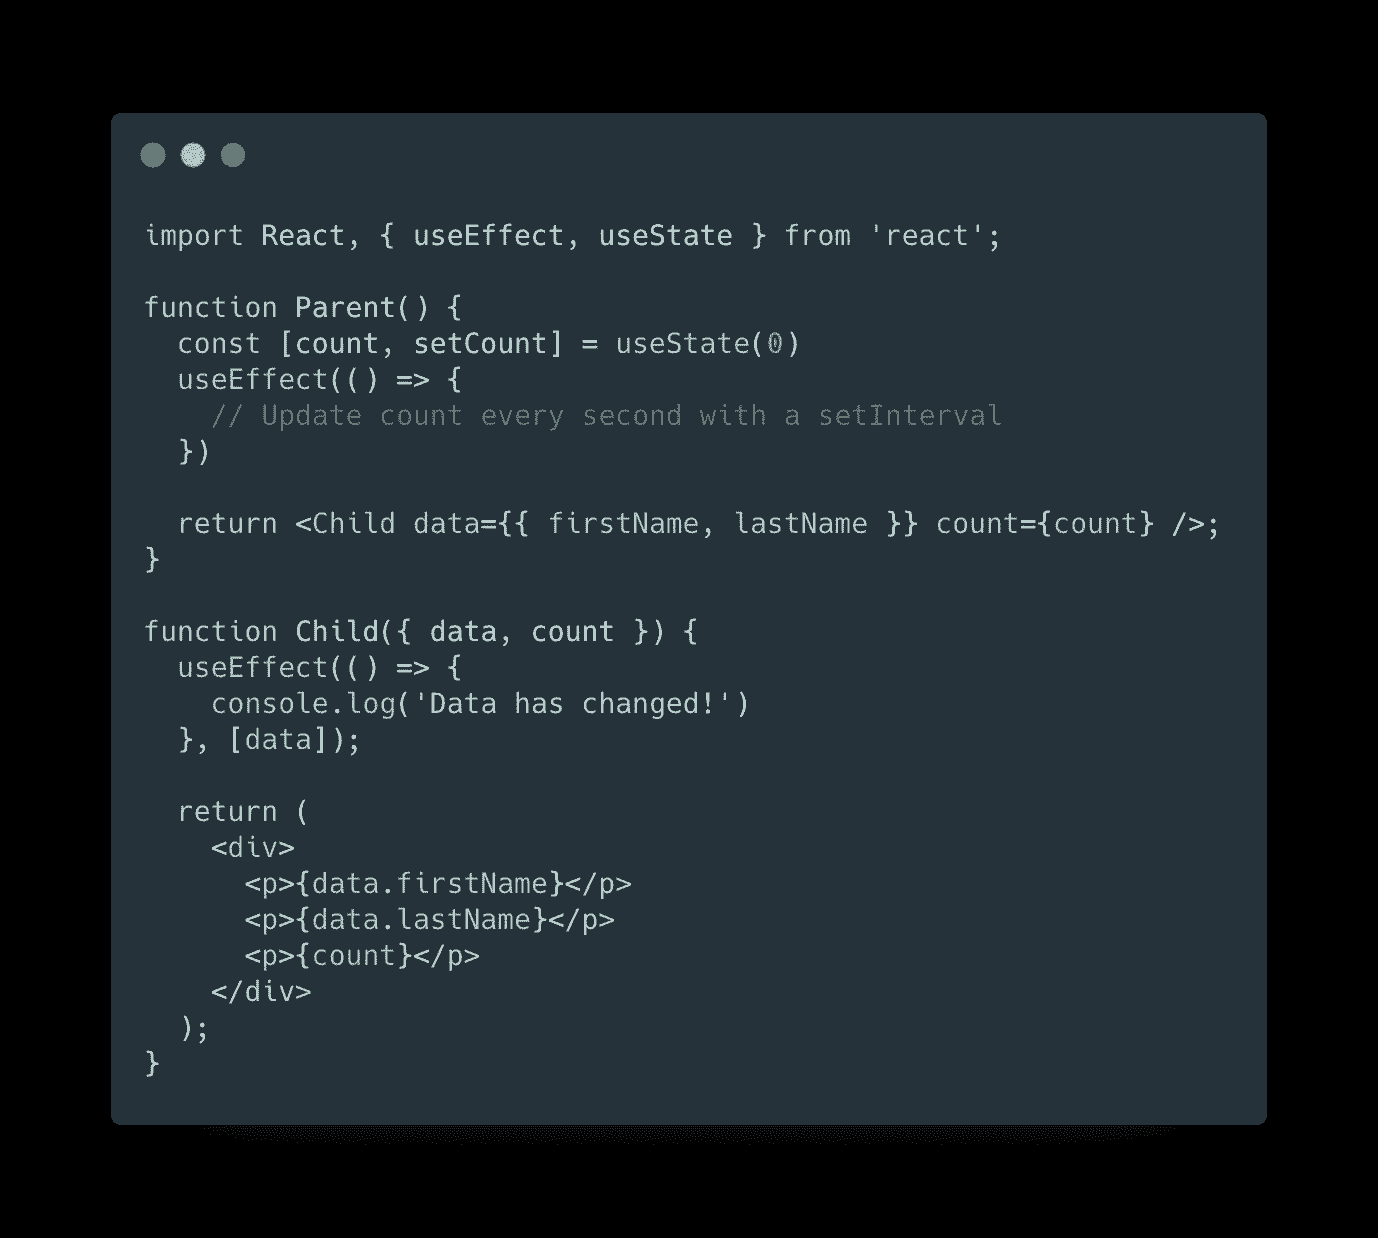 import React, { useEffect, useState } from 'react';

function Parent() {
  const [count, setCount] = useState(0)
  useEffect(() => {
    // Update count every second with a setInterval
  })

  return <Child data={{ firstName, lastName }} count={count} />;
}

function Child({ data, count }) {
  useEffect(() => {
    console.log('Data has changed!')
  }, [data]);

  return (
    <div>
      <p>{data.firstName}</p>
      <p>{data.lastName}</p>
      <p>{count}</p>
    </div>
  );
}